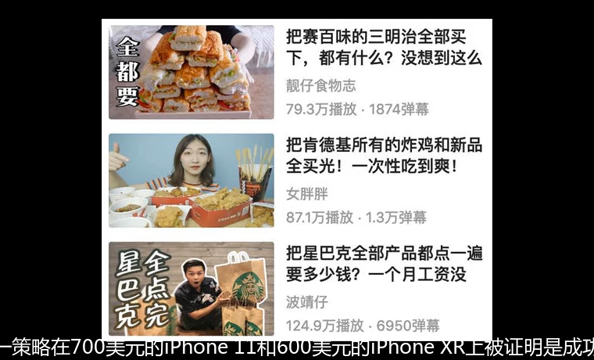 全都要
把赛百味的三明治全部买
下，都有什么？没想到这么
靓仔食物志
79.3万播放 · 1874弹幕
把肯德基所有的炸鸡和新品
全买光！一次性吃到爽！
女胖胖
87.1万播放 · 1.3万弹幕
星巴克
全点完
把星巴克全部产品都点一遍
要多少钱？一个月工资没
波靖仔
124.9万播放 · 6950弹幕
一策略在700美元的iPhone 11和600美元的iPhone XR上被证明是成功